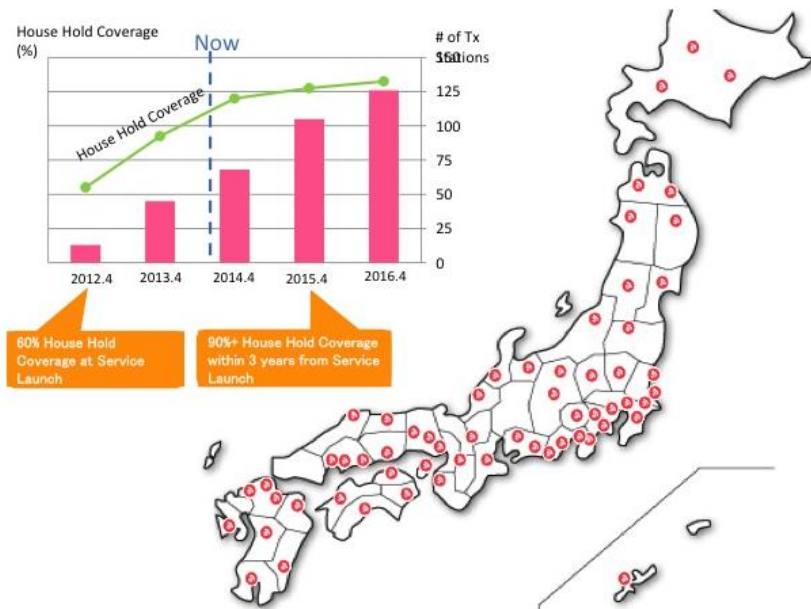 House Hold Coverage
(%)
Now
# of Tx
Stations
150
125
100
75
50
25
0
House Hold Coverage
2012.4
2013.4
2014.4
2015.4
2016.4
60% House Hold
Coverage at Service
Launch
90%+ House Hold Coverage
within 3 years from Service
Launch